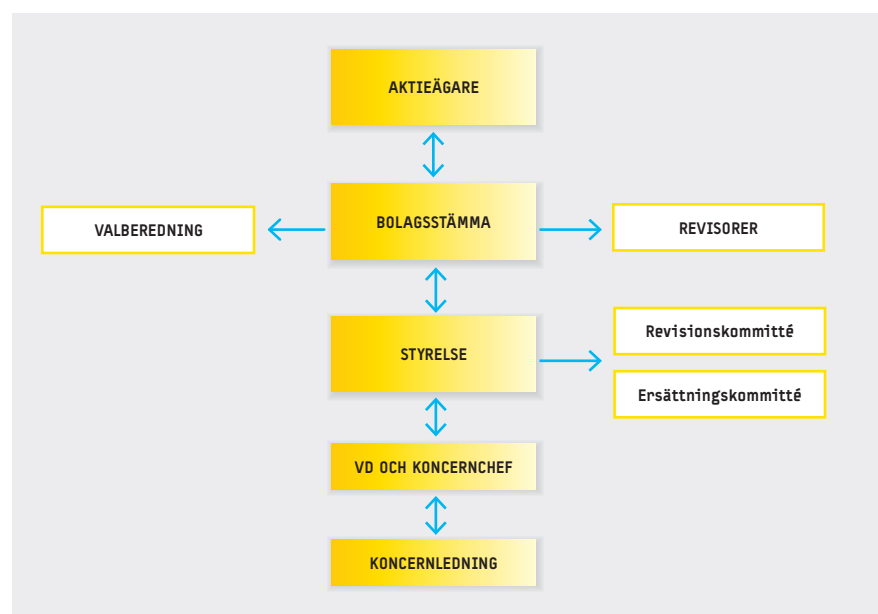 AKTIEÄGARE
VALBEREDNING
BOLAGSSTÄMMA
REVISORER
STYRELSE
Revisionskommitté
Ersättningskommitté
VD OCH KONCERNCHEF
KONCERNLEDNING